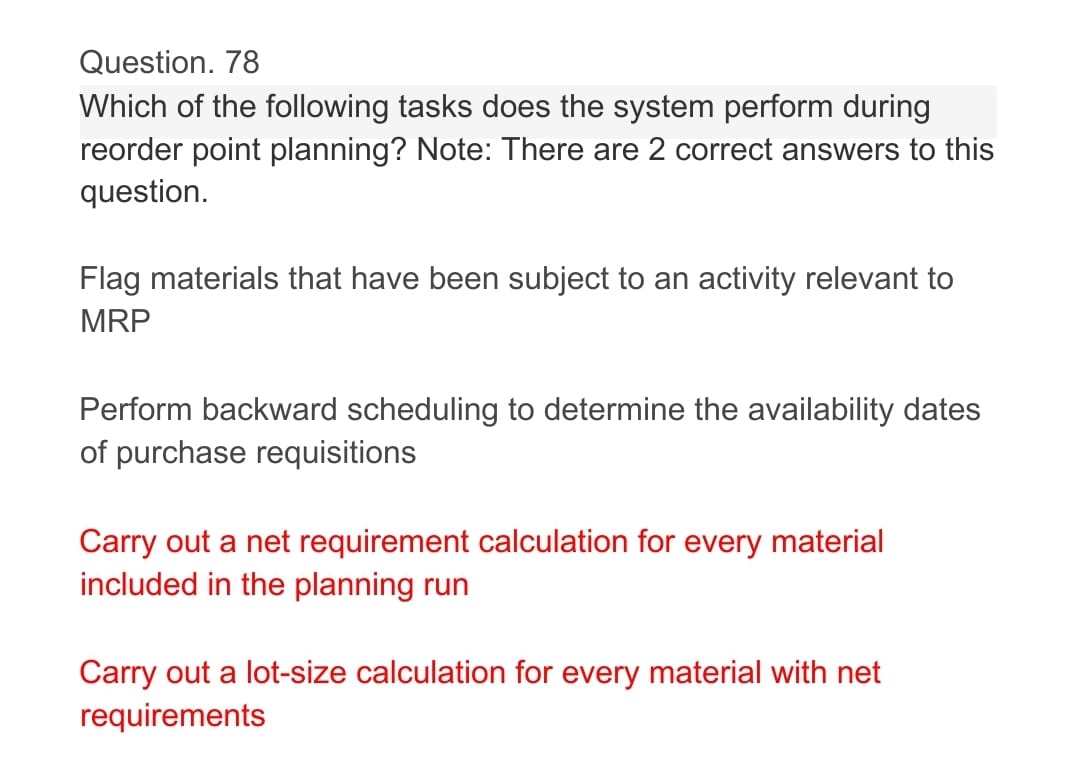 Question. 78
Which of the following tasks does the system perform during
reorder point planning? Note: There are 2 correct answers to this
question.
Flag materials that have been subject to an activity relevant to
MRP
Perform backward scheduling to determine the availability dates
of purchase requisitions
Carry out a net requirement calculation for every material
included in the planning run
Carry out a lot-size calculation for every material with net
requirements